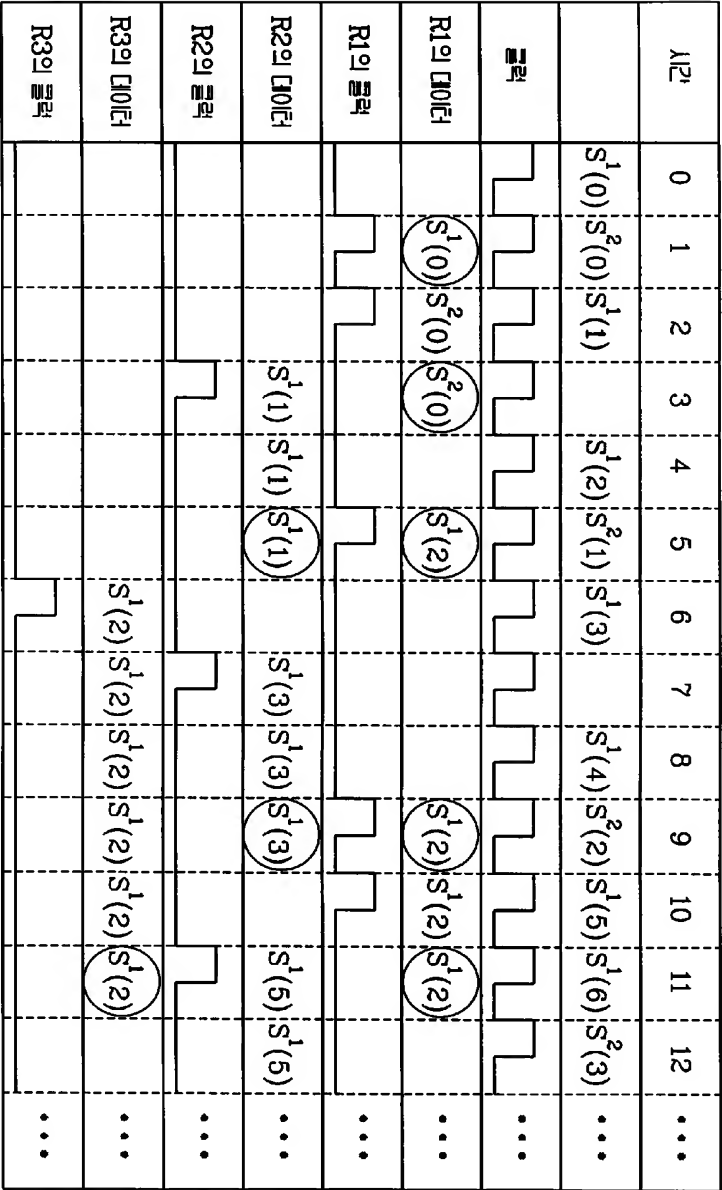 시간 0 1 2 3 4 5 6 7 8 9 10 11 12 •••
S¹(0) S²(0) S¹(1) S¹(2) S²(1) S¹(3) S¹(4) S²(2) S¹(5) S¹(6) S²(3) •••
클럭 •••
R1의 데이터 S¹(0) S²(0) S²(0) S¹(2) S¹(2) S¹(2) S¹(2) •••
R1의 클럭 •••
R2의 데이터 S¹(1) S¹(1) S¹(1) S¹(3) S¹(3) S¹(3) S¹(5) S¹(5) •••
R2의 클럭 •••
R3의 데이터 S¹(2) S¹(2) S¹(2) S¹(2) S¹(2) S¹(2) •••
R3의 클럭 •••